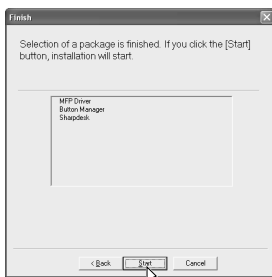 Finish
Selection of a package is finished. If you click the [Start]
button, installation will start.
MFP Driver
Button Manager
Sharpdesk
< Back
Start
Cancel